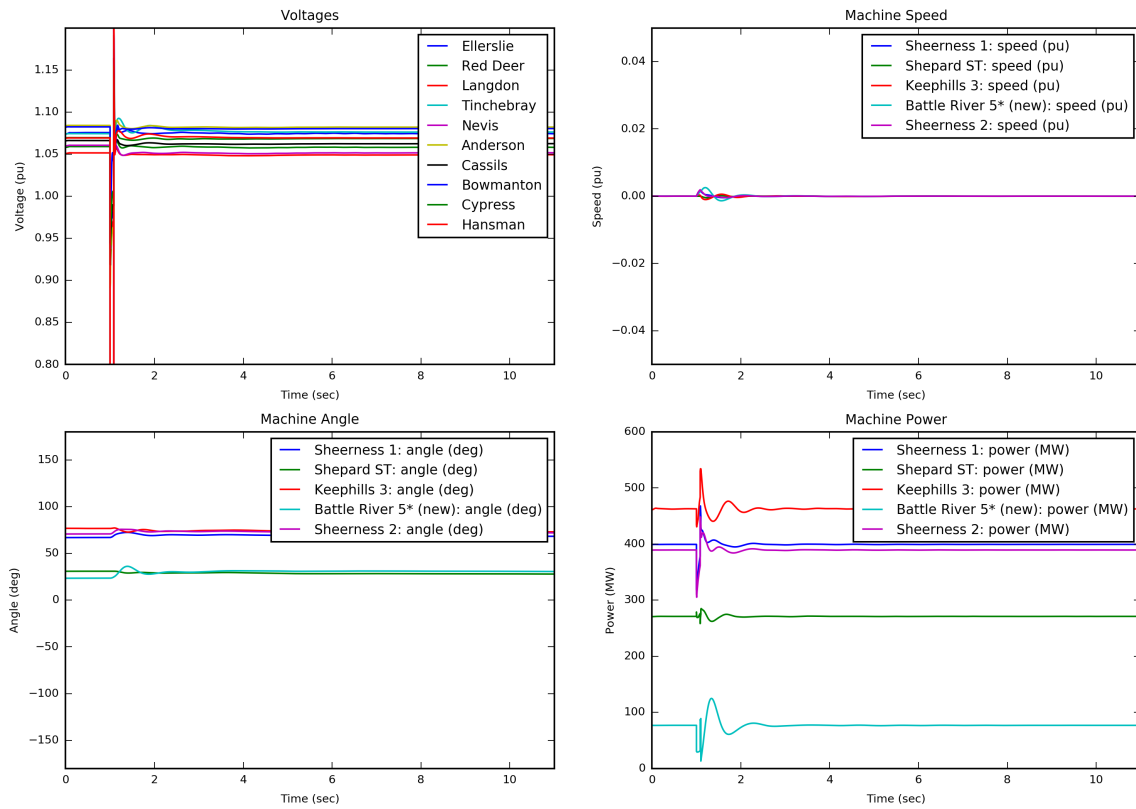 Voltages
1.15
1.10
1.05
1.00
0.95
0.90
0.85
0.80
Voltage (pu)
Ellerslie
Red Deer
Langdon
Tinchebray
Nevis
Anderson
Cassils
Bowmanton
Cypress
Hansman
0 2 4 6 8 10
Time (sec)
Machine Speed
0.04
0.02
0.00
−0.02
−0.04
Speed (pu)
Sheerness 1: speed (pu)
Shepard ST: speed (pu)
Keephills 3: speed (pu)
Battle River 5* (new): speed (pu)
Sheerness 2: speed (pu)
0 2 4 6 8 10
Time (sec)
Machine Angle
150
100
50
0
−50
−100
−150
Angle (deg)
Sheerness 1: angle (deg)
Shepard ST: angle (deg)
Keephills 3: angle (deg)
Battle River 5* (new): angle (deg)
Sheerness 2: angle (deg)
0 2 4 6 8 10
Time (sec)
Machine Power
600
500
400
300
200
100
0
Power (MW)
Sheerness 1: power (MW)
Shepard ST: power (MW)
Keephills 3: power (MW)
Battle River 5* (new): power (MW)
Sheerness 2: power (MW)
0 2 4 6 8 10
Time (sec)